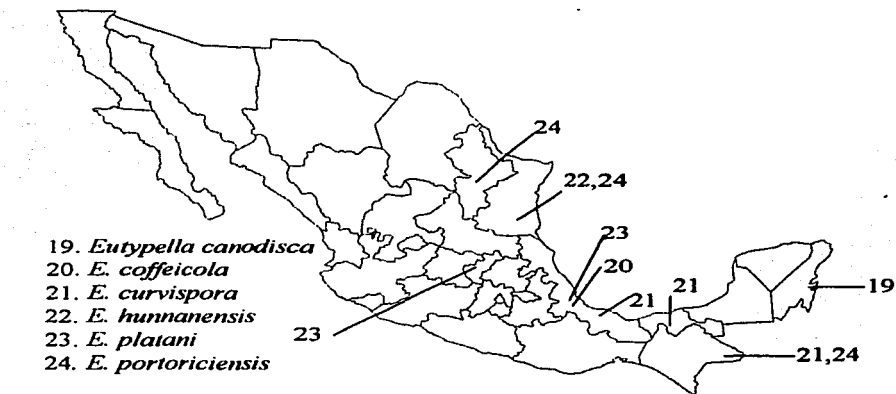 24
22,24
23
20
21
21
19
21,24
23
19. Eutypella canodisca
20. E. coffeicola
21. E. curvispora
22. E. hunnanensis
23. E. platani
24. E. portoriciensis